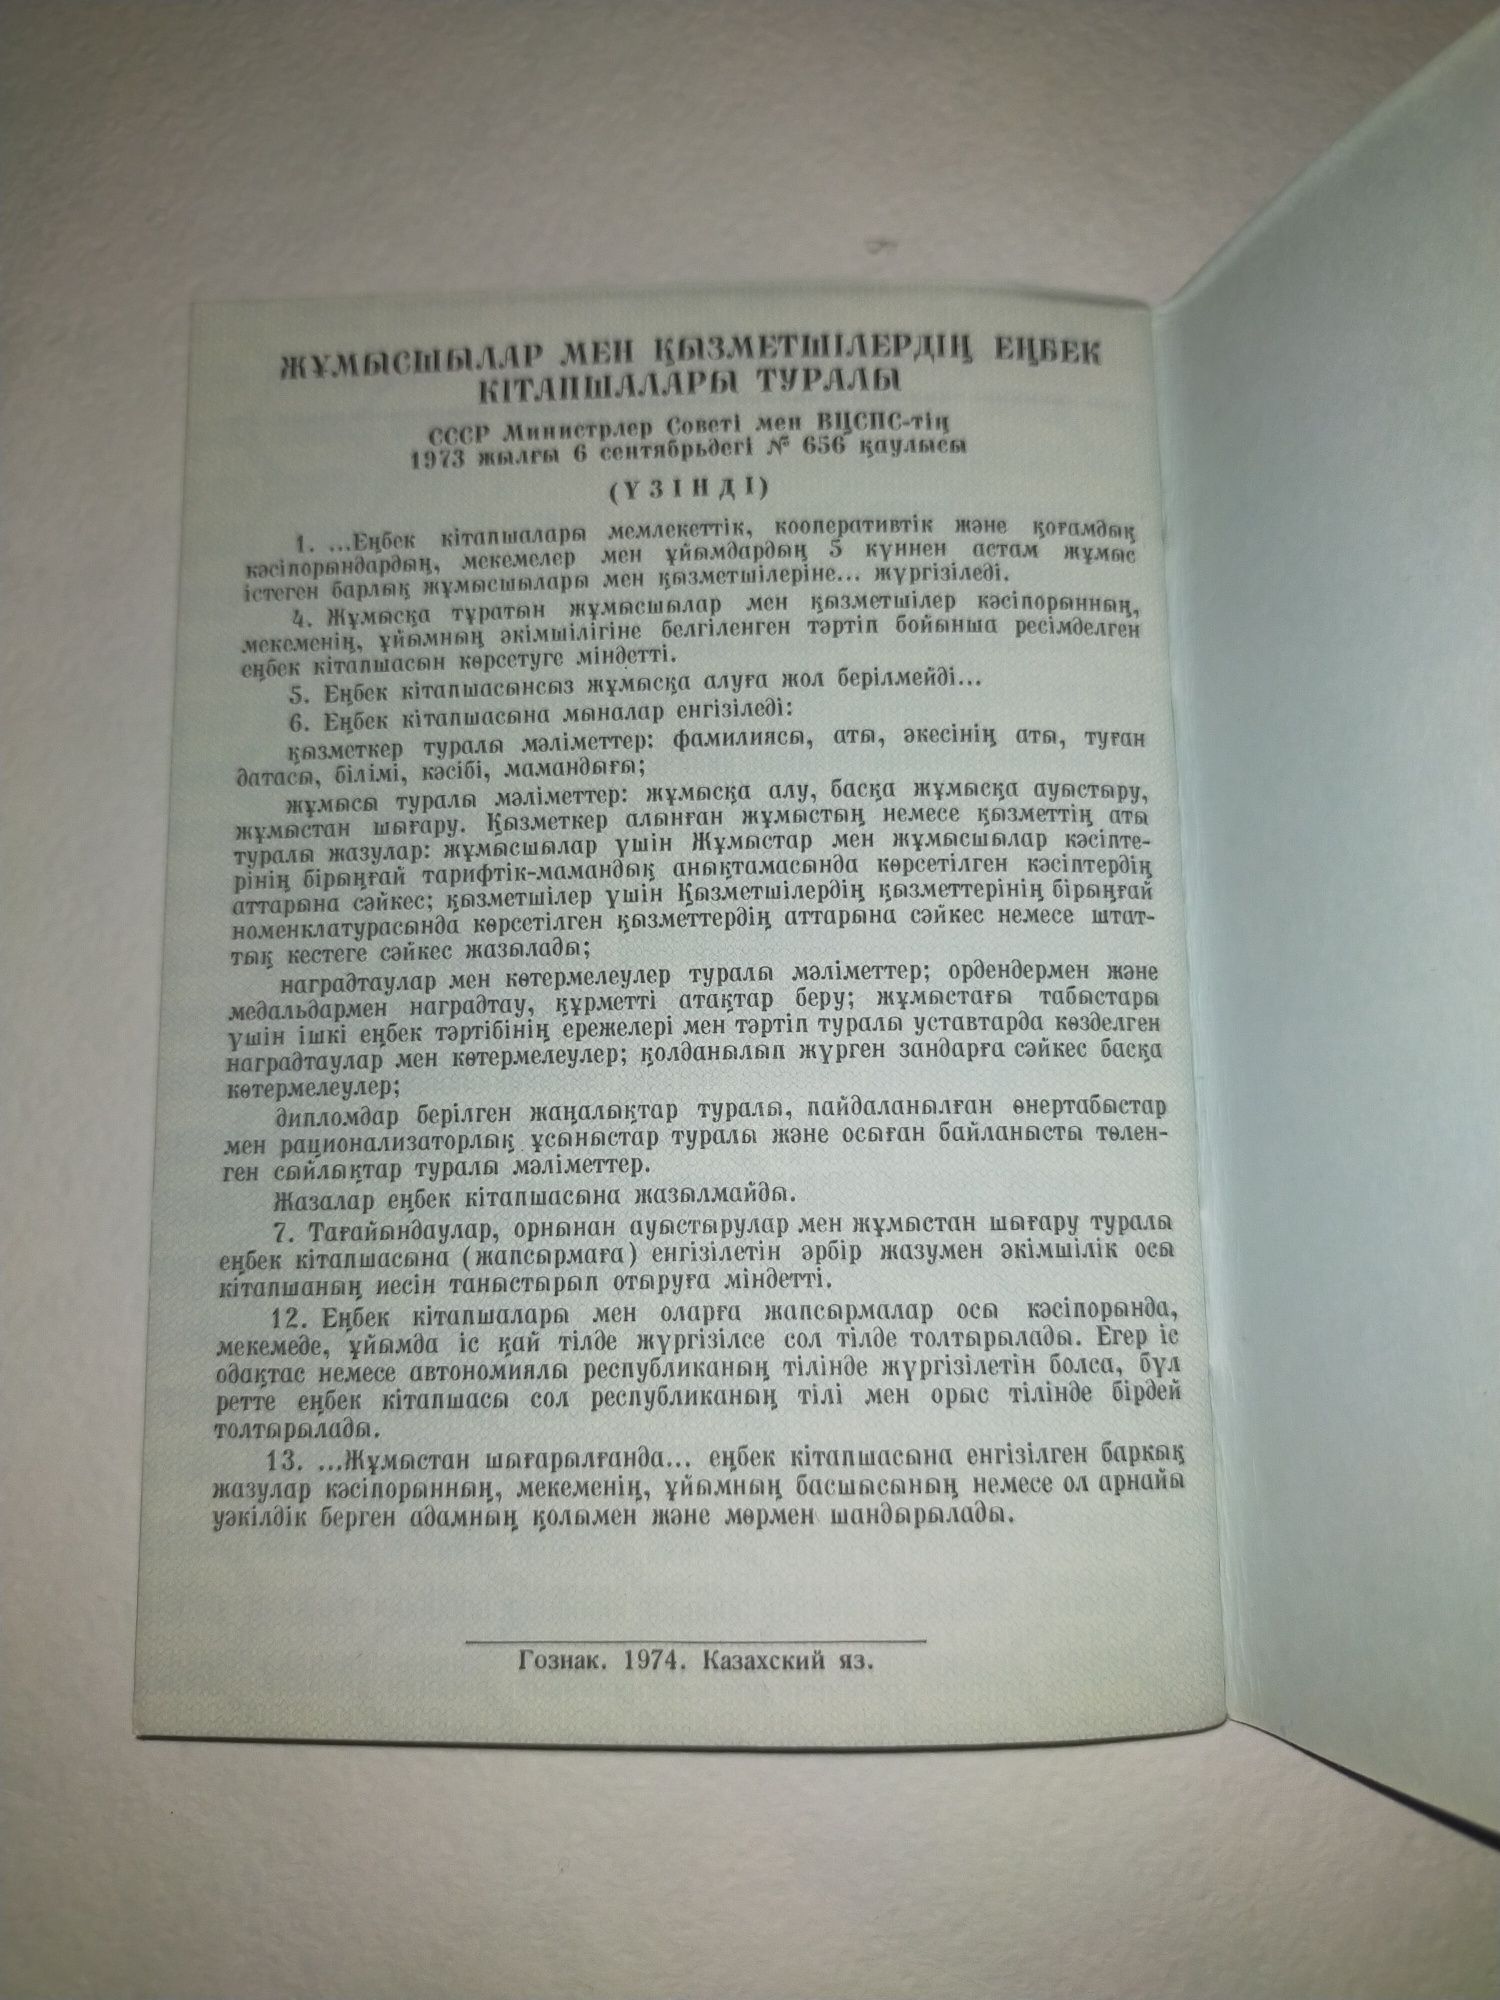 ЖҰМЫСШЫЛАР МЕН ҚЫЗМЕТШІЛЕРДІҢ ЕҢБЕК
КІТАПШАЛАРЫ ТУРАЛЫ
СССР Министрлер Советі мен ВЦСПС-тің
1973 жылғы 6 сентябрьдегі № 656 қаулысы
(ҮЗІНДІ)
1. ...Еңбек кітапшалары мемлекеттік, кооперативтік және қоғамдық
кәсіпорындардың, мекемелер мен ұйымдардың 5 күннен астам жұмыс
істеген барлық жұмысшылары мен қызметшілеріне... жүргізіледі.
4. Жұмысқа тұратын жұмысшылар мен қызметшілер кәсіпорынның,
мекеменің, ұйымның әкімшілігіне белгіленген тәртіп бойынша ресімделген
еңбек кітапшасын көрсетуге міндетті.
5. Еңбек кітапшасынсыз жұмысқа алуға жол берілмейді...
6. Еңбек кітапшасына мыналар енгізіледі:
қызметкер туралы мәліметтер: фамилиясы, аты, әкесінің аты, туған
датасы, білімі, кәсібі, мамандығы;
жұмысы туралы мәліметтер: жұмысқа алу, басқа жұмысқа ауыстыру,
жұмыстан шығару. Қызметкер алынған жұмыстың немесе қызметтің аты
туралы жазулар: жұмысшылар үшін Жұмыстар мен жұмысшылар кәсіпте-
рінің бірыңғай тарифтік-мамандық анықтамасында көрсетілген кәсіптердің
аттарына сәйкес; қызметшілер үшін Қызметшілердің қызметтерінің бірыңғай
номенклатурасында көрсетілген қызметтердің аттарына сәйкес немесе штат-
тық кестеге сәйкес жазылады;
наградтаулар мен көтермелеулер туралы мәліметтер; ордендермен және
медальдармен наградтау, құрметті атақтар беру; жұмыстағы табыстары
үшін ішкі еңбек тәртібінің ережелері мен тәртіп туралы уставтарда көзделген
наградтаулар мен көтермелеулер; қолданылып жүрген зандарға сәйкес басқа
көтермелеулер;
дипломдар берілген жаңалықтар туралы, пайдаланылған өнертабыстар
мен рационализаторлық ұсыныстар туралы және осыған байланысты төлен-
ген сыйлықтар туралы мәліметтер.
Жазалар еңбек кітапшасына жазылмайды.
7. Тағайындаулар, орнынан ауыстырулар мен жұмыстан шығару туралы
еңбек кітапшасына (жапсырмаға) енгізілетін әрбір жазумен әкімшілік осы
кітапшаның иесін таныстырып отыруға міндетті.
12. Еңбек кітапшалары мен оларға жапсырмалар осы кәсіпорында,
мекемеде, ұйымда іс қай тілде жүргізілсе сол тілде толтырылады. Егер іс
одақтас немесе автономиялы республиканың тілінде жүргізілетін болса, бұл
ретте еңбек кітапшасы сол республиканың тілі мен орыс тілінде бірдей
толтырылады.
13. ...Жұмыстан шығарылғанда... еңбек кітапшасына енгізілген баркық
жазулар кәсіпорынның, мекеменің, ұйымның басшысының немесе ол арнайы
уәкілдік берген адамның қолымен және мөрмен шандырылады.
Гознак. 1974. Казахский яз.